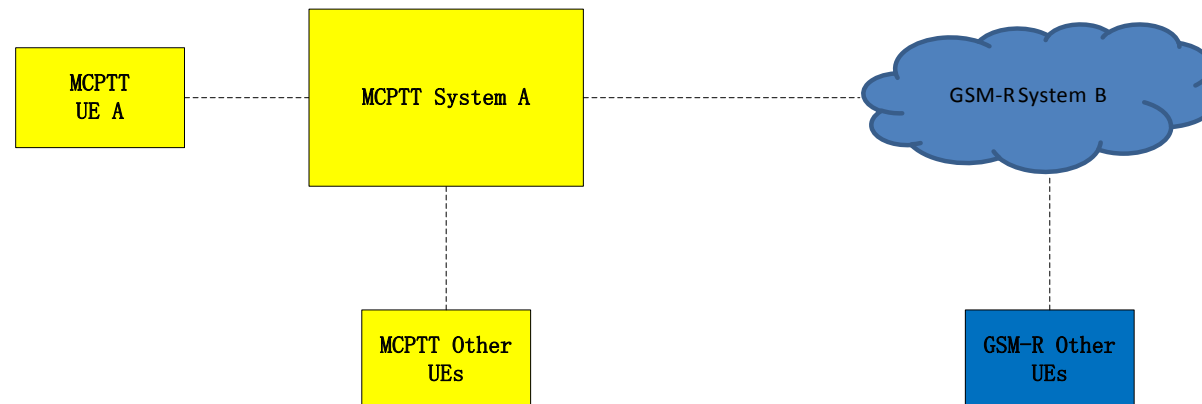 MCPTT
UE A
MCPTT System A
GSM-R System B
MCPTT Other
UEs
GSM-R Other
UEs